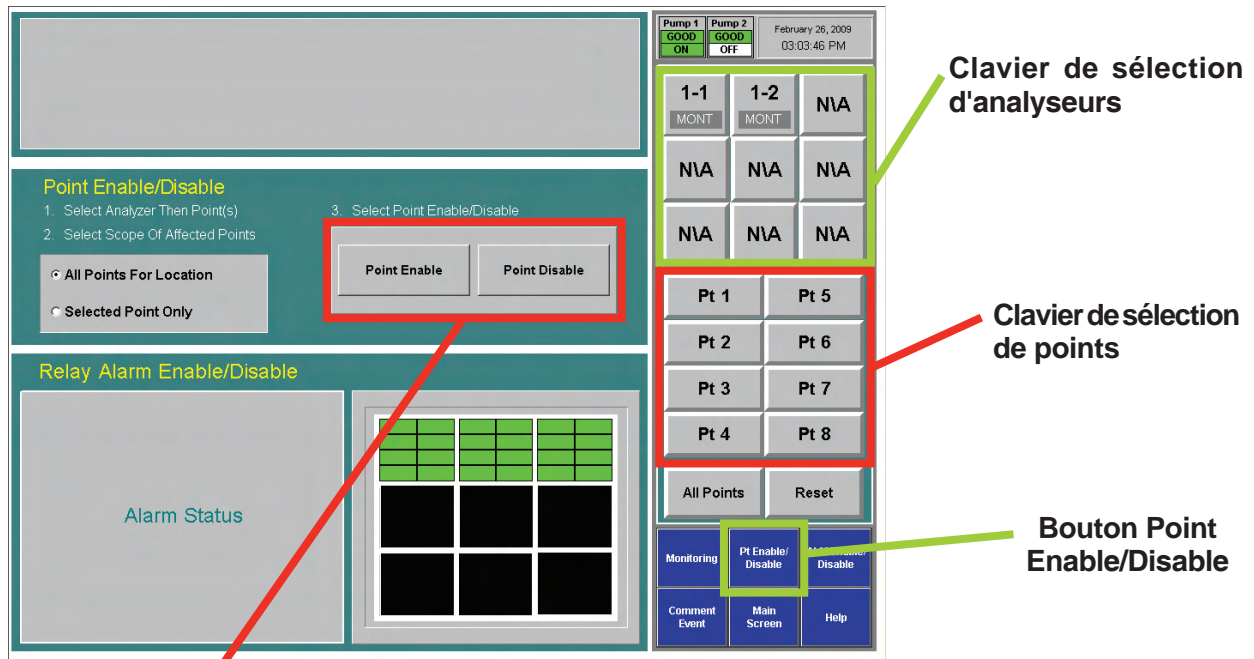 Pump 1 Pump 2
GOOD GOOD
ON OFF
February 26, 2009
03:03:46 PM
Clavier de sélection
d'analyseurs
1-1 1-2 N\A
MONT MONT
N\A N\A N\A
N\A N\A N\A
Point Enable/Disable
1. Select Analyzer Then Point(s)
2. Select Scope Of Affected Points
3. Select Point Enable/Disable
All Points For Location
Selected Point Only
Point Enable Point Disable
Pt 1 Pt 5
Pt 2 Pt 6
Pt 3 Pt 7
Pt 4 Pt 8
Clavier de sélection
de points
All Points Reset
Relay Alarm Enable/Disable
Alarm Status
Monitoring
Pt Enable/
Disable
Disable
Bouton Point
Enable/Disable
Comment
Event
Main
Screen
Help